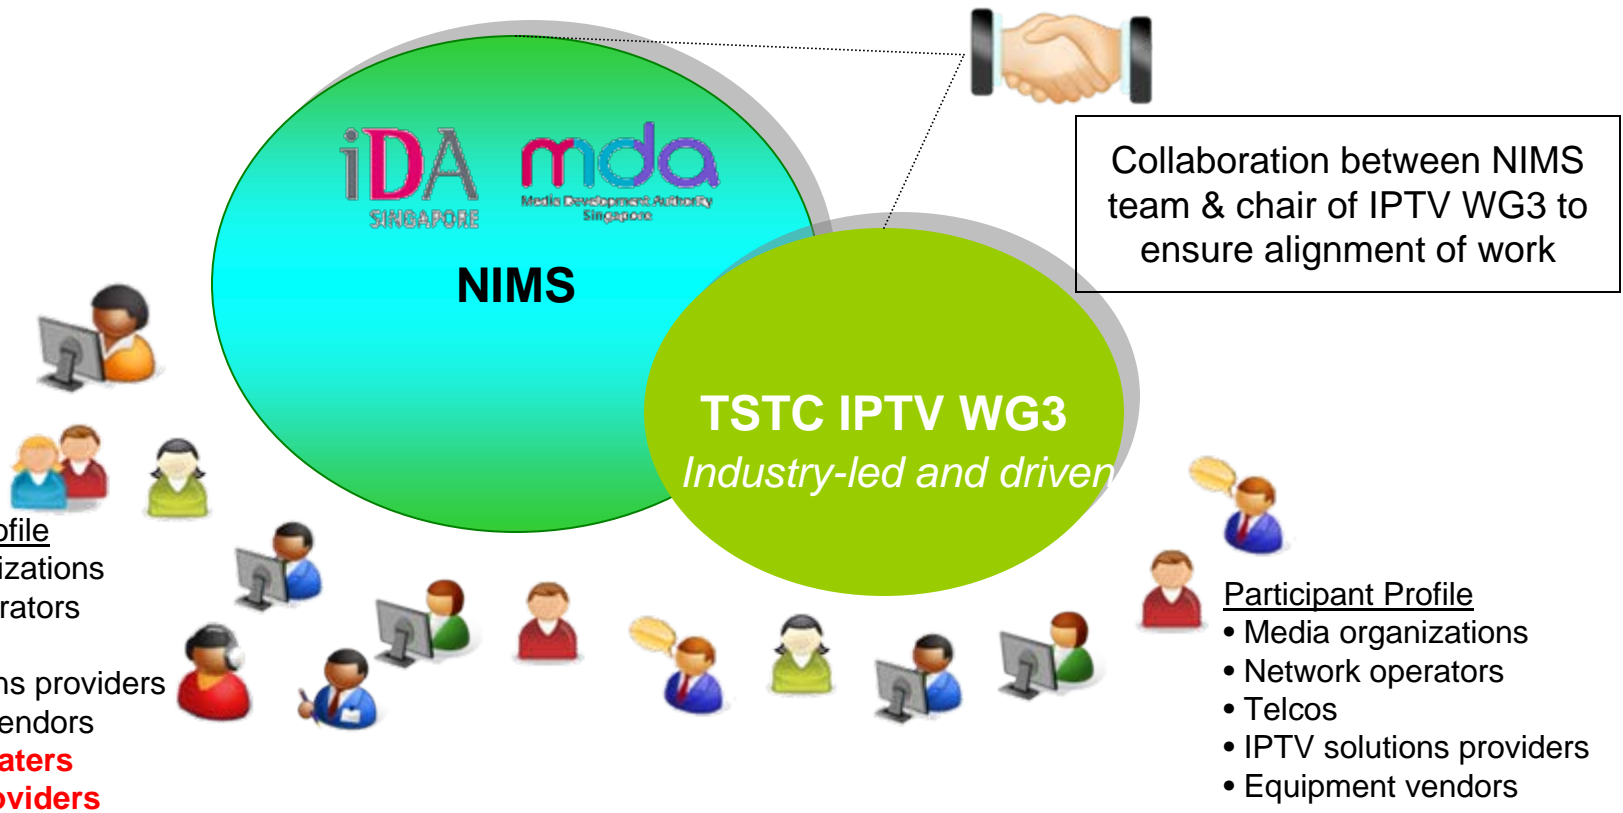 iDA
SINGAPORE
mda
Media Development Authority
Singapore
NIMS
Collaboration between NIMS
team & chair of IPTV WG3 to
ensure alignment of work
TSTC IPTV WG3
Industry-led and driven
ofile
izations
rators
ns providers
endors
aters
oviders
Participant Profile
• Media organizations
• Network operators
• Telcos
• IPTV solutions providers
• Equipment vendors